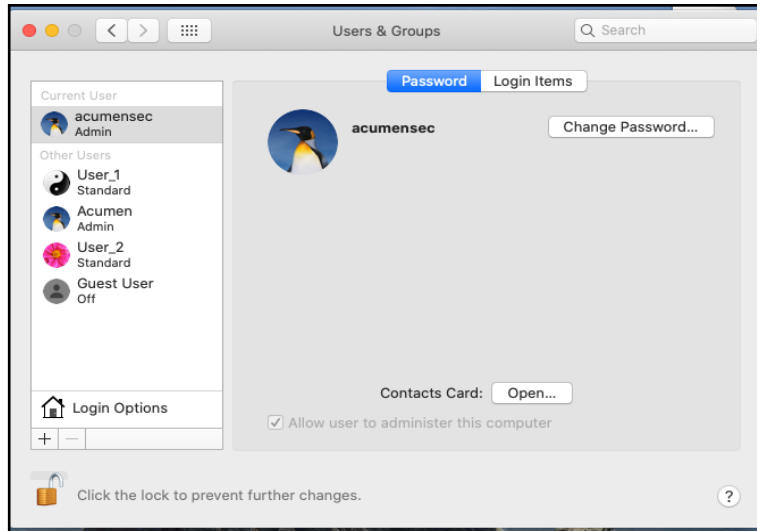 Users & Groups
Search
Password
Login Items
Current User
acumensec
Admin
Other Users
User_1
Standard
Acumen
Admin
User_2
Standard
Guest User
Off
Login Options
+ −
acumensec
Change Password...
Contacts Card:
Open...
Allow user to administer this computer
Click the lock to prevent further changes.
?